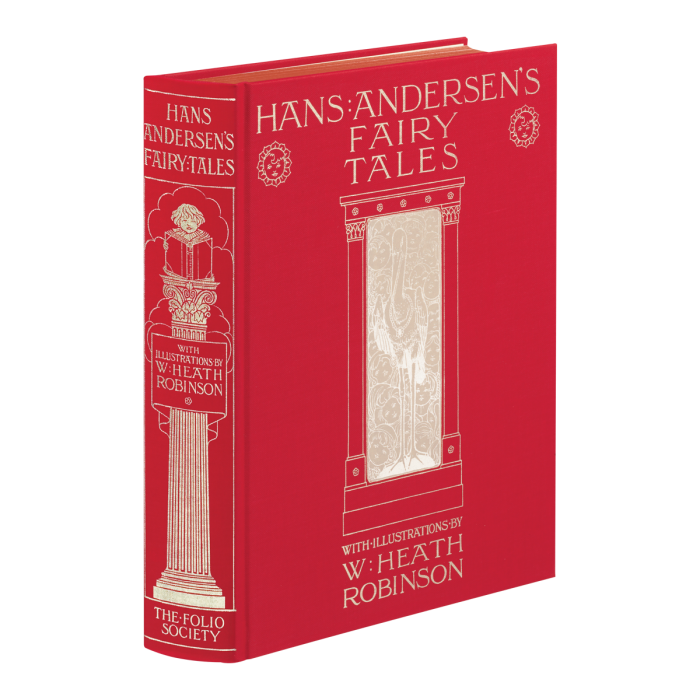 HANS
ANDERSEN'S
FAIRY·TALES
WITH
ILLUSTRATIONS·BY
W:HEATH
ROBINSON
THE·FOLIO
SOCIETY
HANS:ANDERSEN'S
FAIRY
TALES
WITH·ILLUSTRATIONS·BY
W:HEATH
ROBINSON